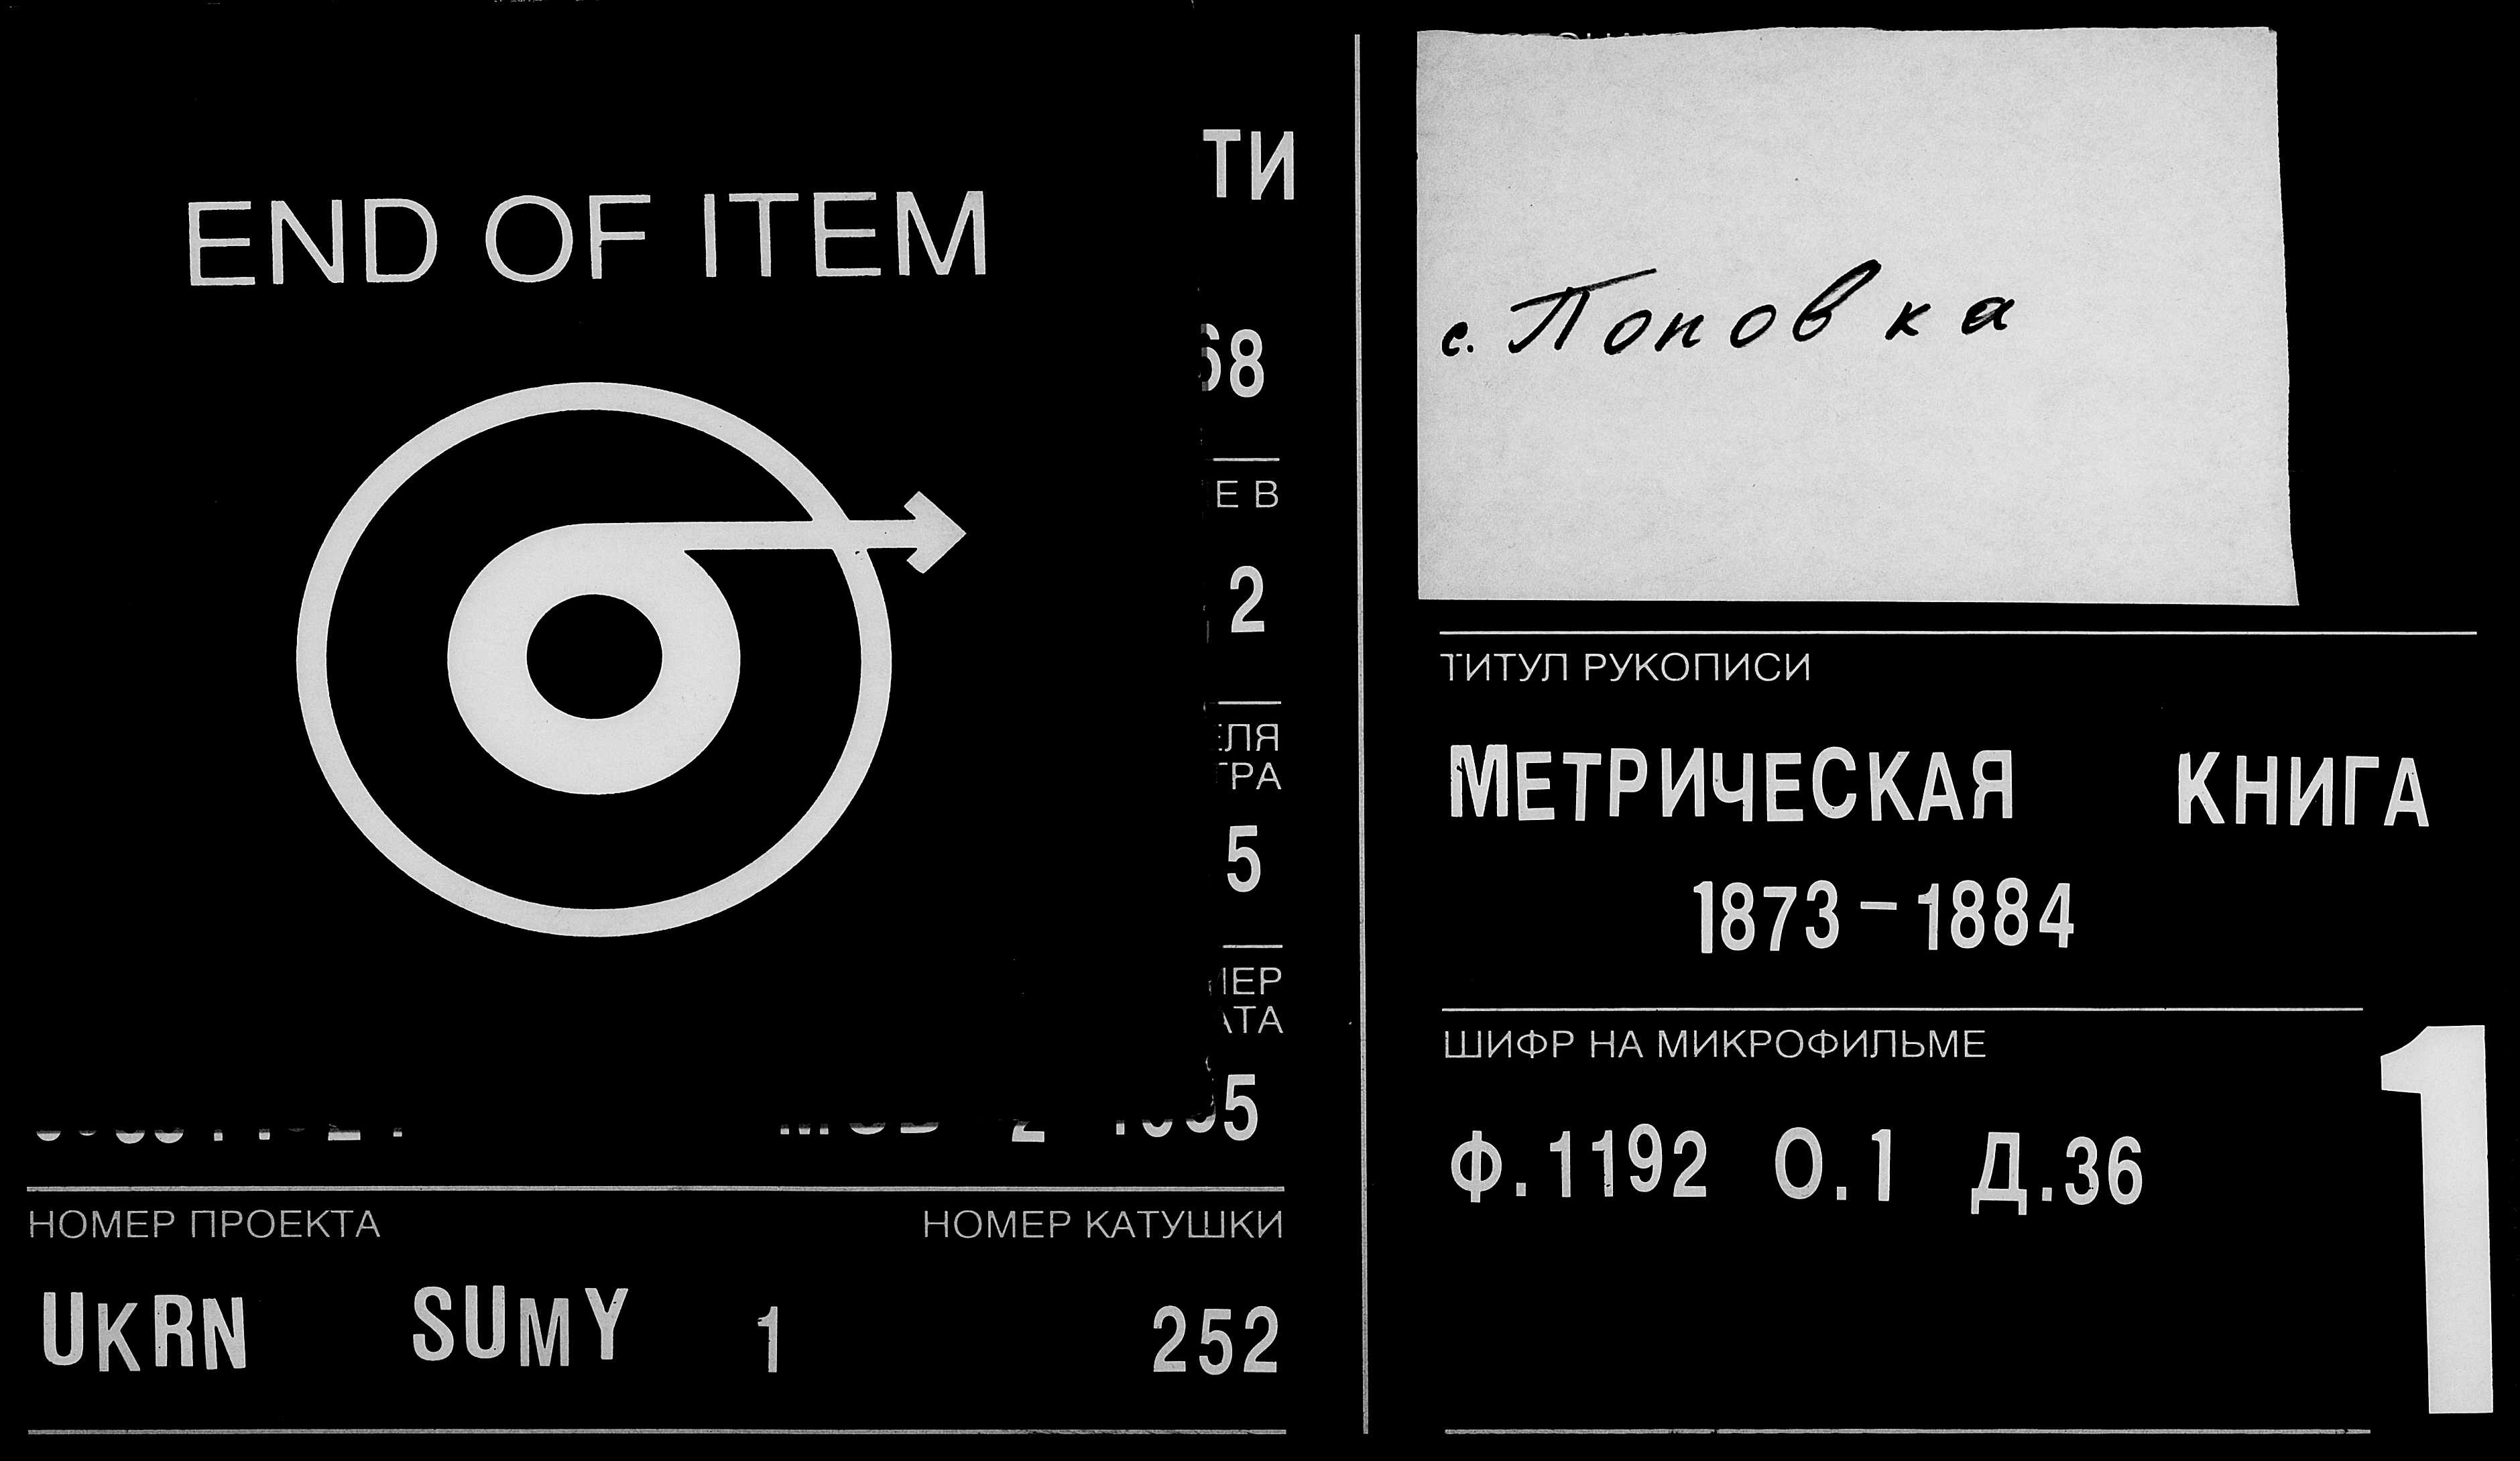 END OF ITEM
с. Поповка
ТИТУЛ РУКОПИСИ
МЕТРИЧЕСКАЯ КНИГА
1873-1884
ШИФР НА МИКРОФИЛЬМЕ
Ф.1192 О.1 Д.36
1
ТИ
68
Е В
2
ЛЯ
РА
5
ЕР
ТА
5
НОМЕР ПРОЕКТА НОМЕР КАТУШКИ
UKRN SUMY 1 252